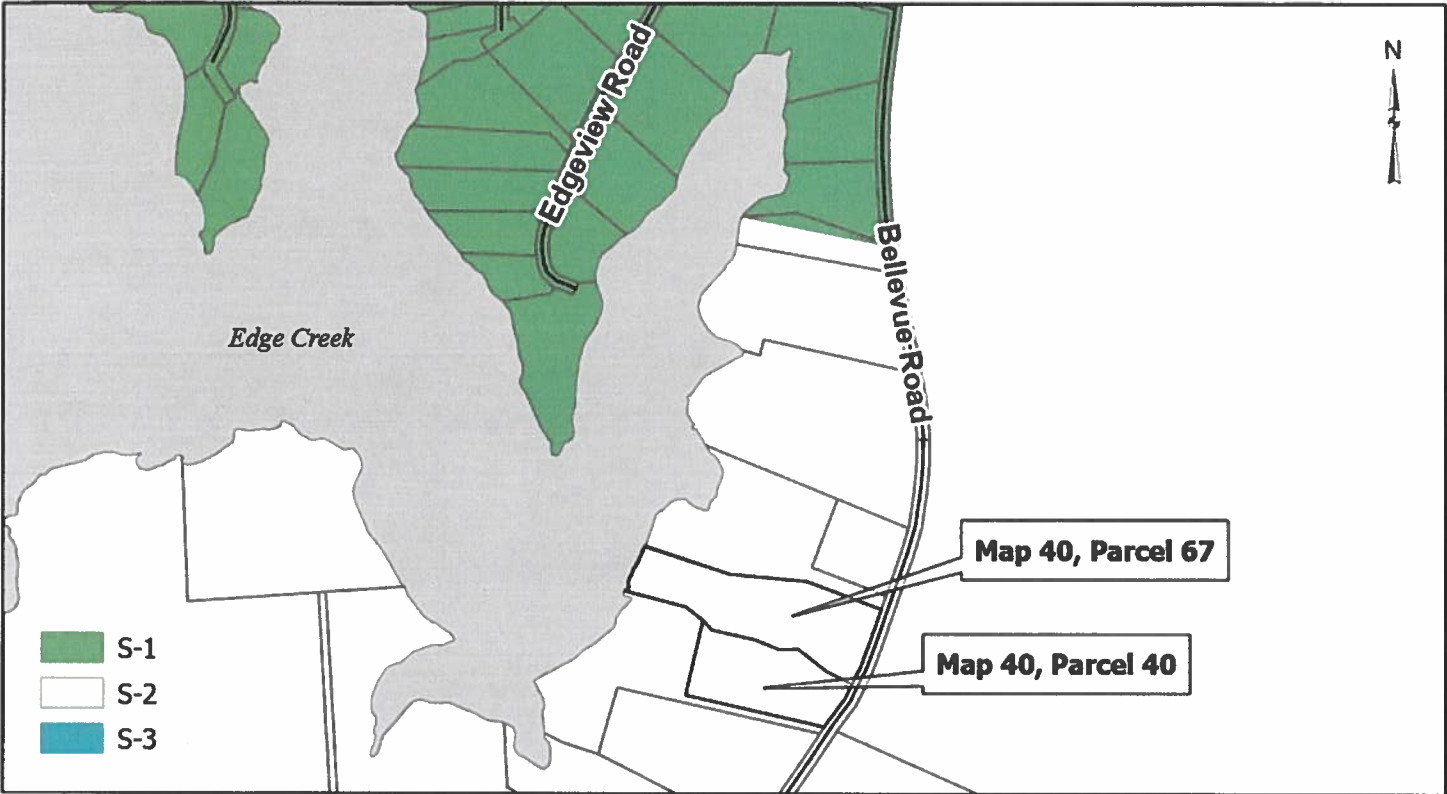 N
Edgeview Road
Bellevue Road
Edge Creek
Map 40, Parcel 67
Map 40, Parcel 40
S-1
S-2
S-3